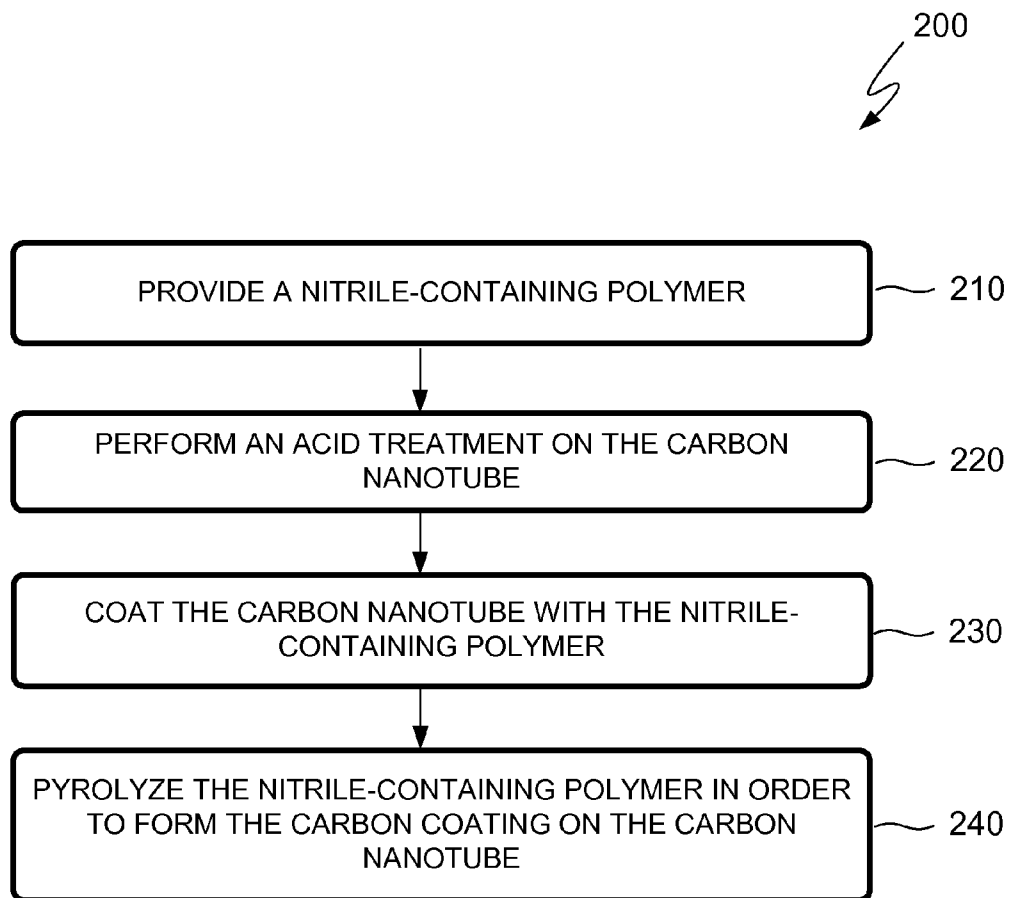 200
PROVIDE A NITRILE-CONTAINING POLYMER
210
PERFORM AN ACID TREATMENT ON THE CARBON
NANOTUBE
220
COAT THE CARBON NANOTUBE WITH THE NITRILE-
CONTAINING POLYMER
230
PYROLYZE THE NITRILE-CONTAINING POLYMER IN ORDER
TO FORM THE CARBON COATING ON THE CARBON
NANOTUBE
240